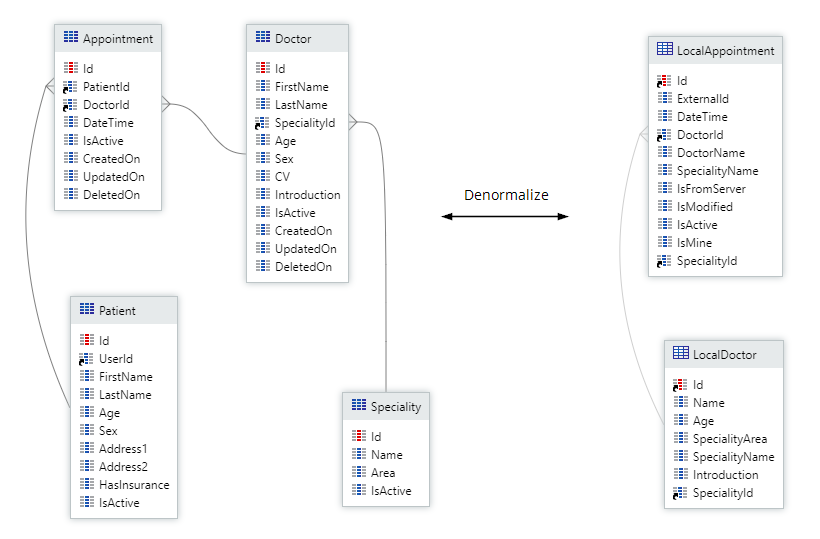 Appointment
Id
PatientId
DoctorId
DateTime
IsActive
CreatedOn
UpdatedOn
DeletedOn
Doctor
Id
FirstName
LastName
SpecialityId
Age
Sex
CV
Introduction
IsActive
CreatedOn
UpdatedOn
DeletedOn
Patient
Id
UserId
FirstName
LastName
Age
Sex
Address1
Address2
HasInsurance
IsActive
Speciality
Id
Name
Area
IsActive
Denormalize
LocalAppointment
Id
ExternalId
DateTime
DoctorId
DoctorName
SpecialityName
IsFromServer
IsModified
IsActive
IsMine
SpecialityId
LocalDoctor
Id
Name
Age
SpecialityArea
SpecialityName
Introduction
SpecialityId